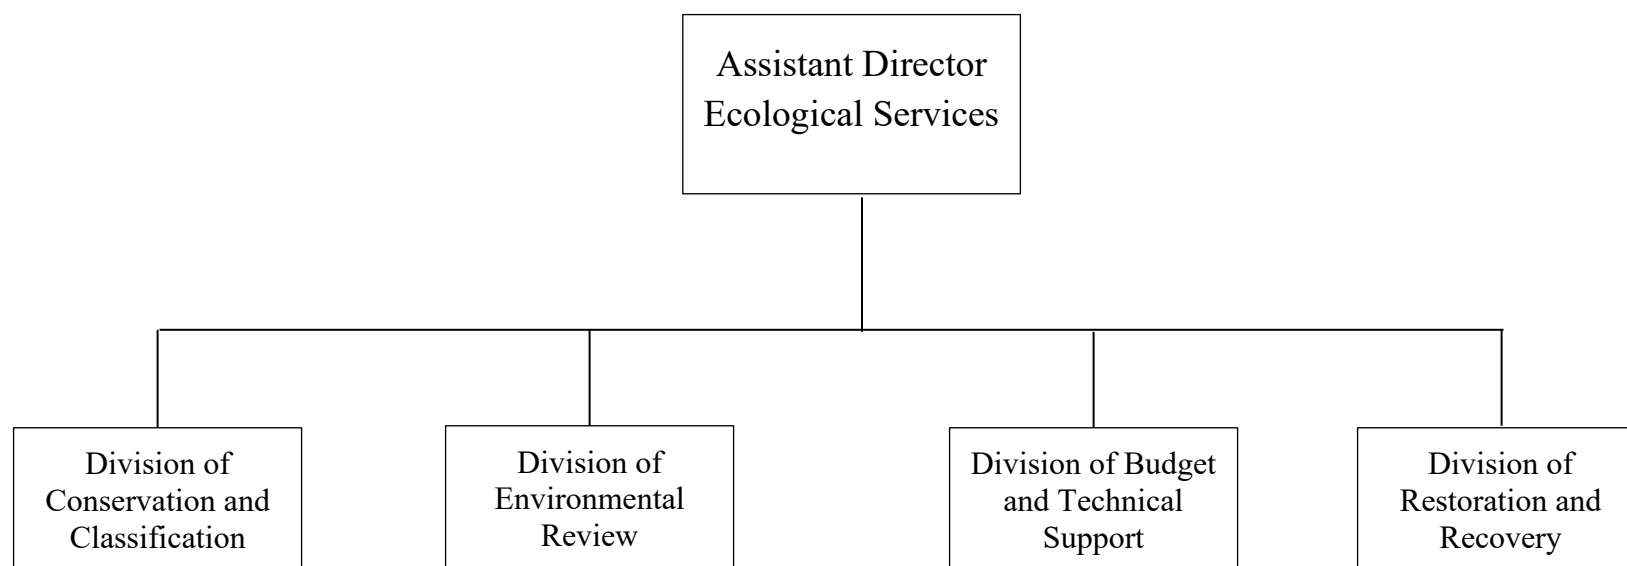 Assistant Director
Ecological Services
Division of
Conservation and
Classification
Division of
Environmental
Review
Division of Budget
and Technical
Support
Division of
Restoration and
Recovery